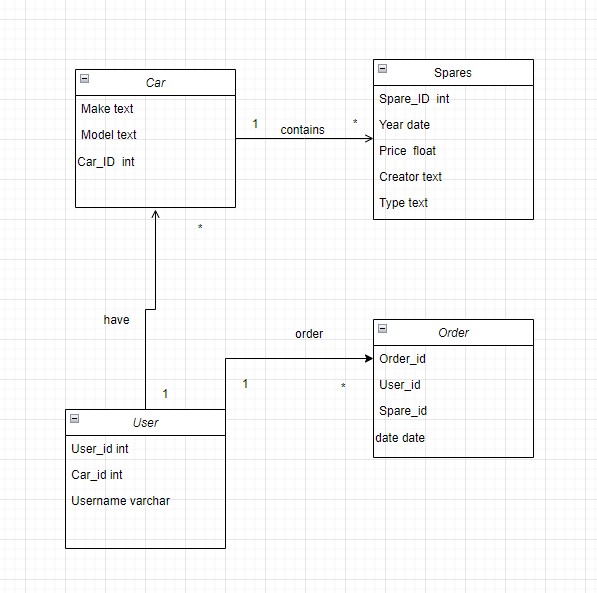 Car
Make text
Model text
Car_ID int
1
contains
*
Spares
Spare_ID int
Year date
Price float
Creator text
Type text
*
have
1
order
1
*
Order
Order_id
User_id
Spare_id
date date
User
User_id int
Car_id int
Username varchar